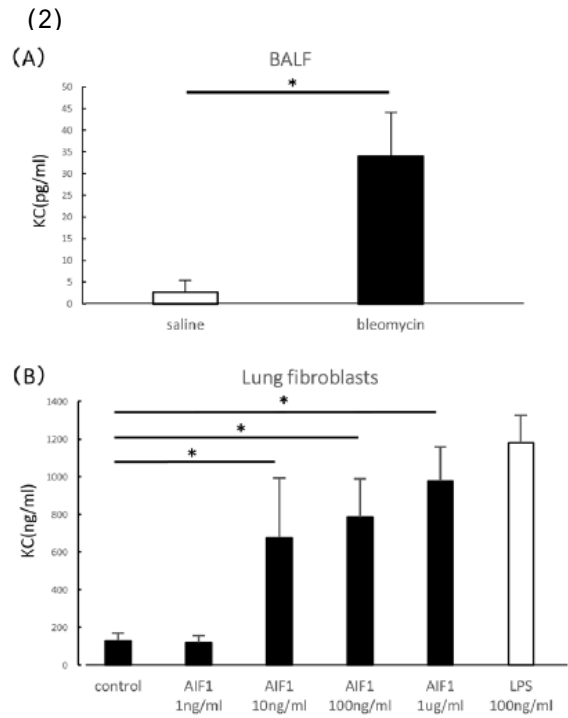 (2)
(A)
BALF
*
50
45
40
35
30
25
20
15
10
5
0
KC(pg/ml)
saline bleomycin
(B)
Lung fibroblasts
*
*
*
1400
1200
1000
800
600
400
200
0
KC(ng/ml)
control AIF1 AIF1 AIF1 AIF1 LPS
1ng/ml 10ng/ml 100ng/ml 1ug/ml 100ng/ml